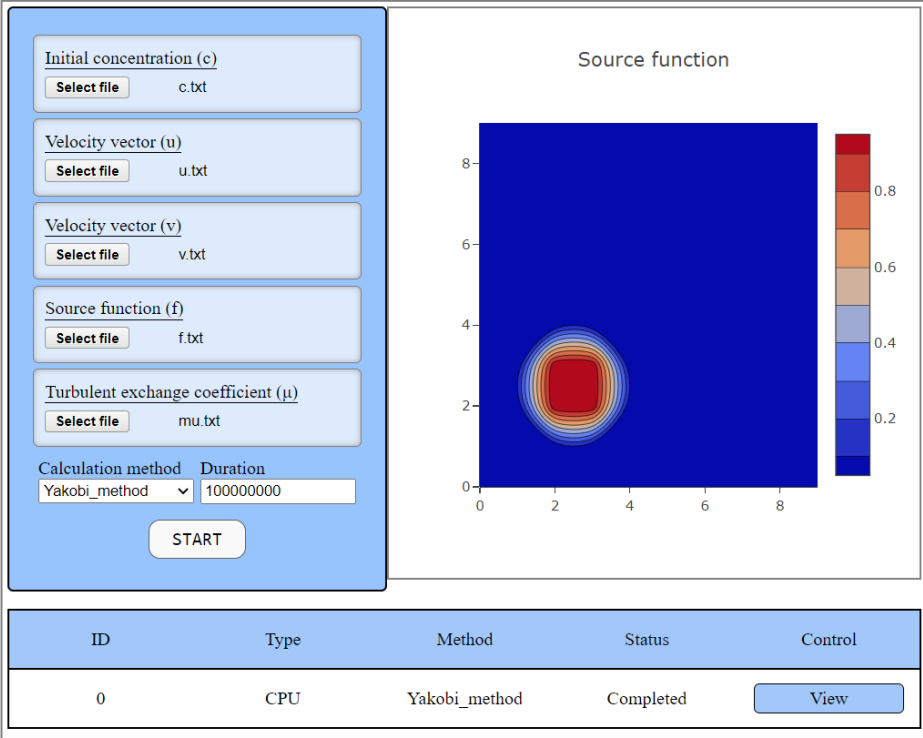 Initial concentration (c)
Select file c.txt
Velocity vector (u)
Select file u.txt
Velocity vector (v)
Select file v.txt
Source function (f)
Select file f.txt
Turbulent exchange coefficient (μ)
Select file mu.txt
Calculation method Duration
Yakobi_method 100000000
START
Source function
8
6
4
2
0
0 2 4 6 8
0.8
0.6
0.4
0.2
ID Type Method Status Control
0 CPU Yakobi_method Completed View